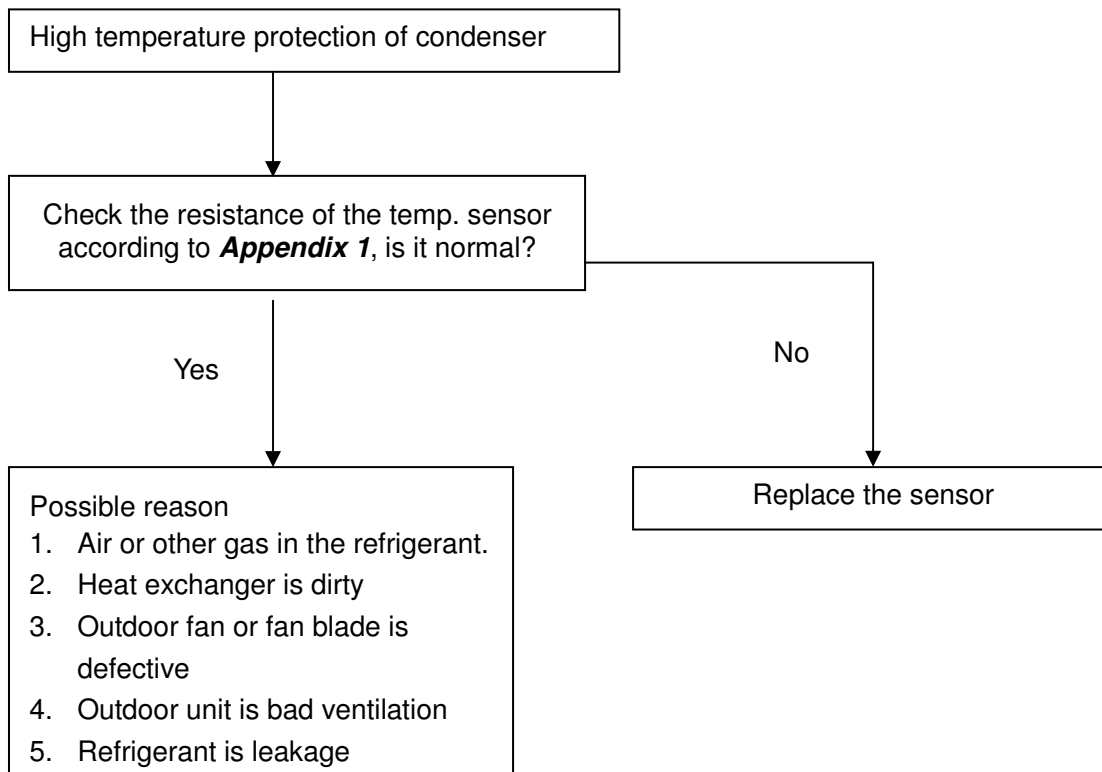 High temperature protection of condenser
Check the resistance of the temp. sensor
according to Appendix 1, is it normal?
Yes
No
Possible reason
1. Air or other gas in the refrigerant.
2. Heat exchanger is dirty
3. Outdoor fan or fan blade is
defective
4. Outdoor unit is bad ventilation
5. Refrigerant is leakage
Replace the sensor